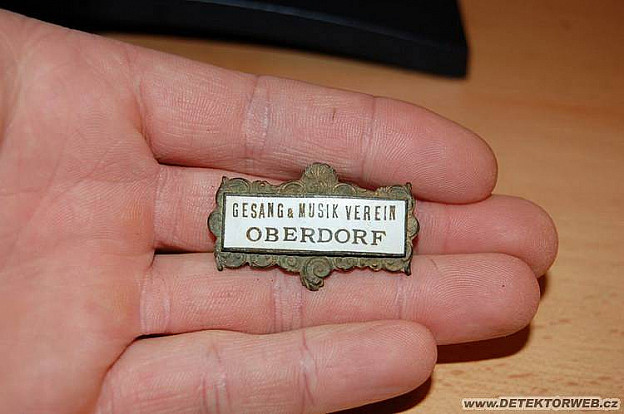 GESANG & MUSIK VEREIN
OBERDORF
www.DETEKTORWEB.cz